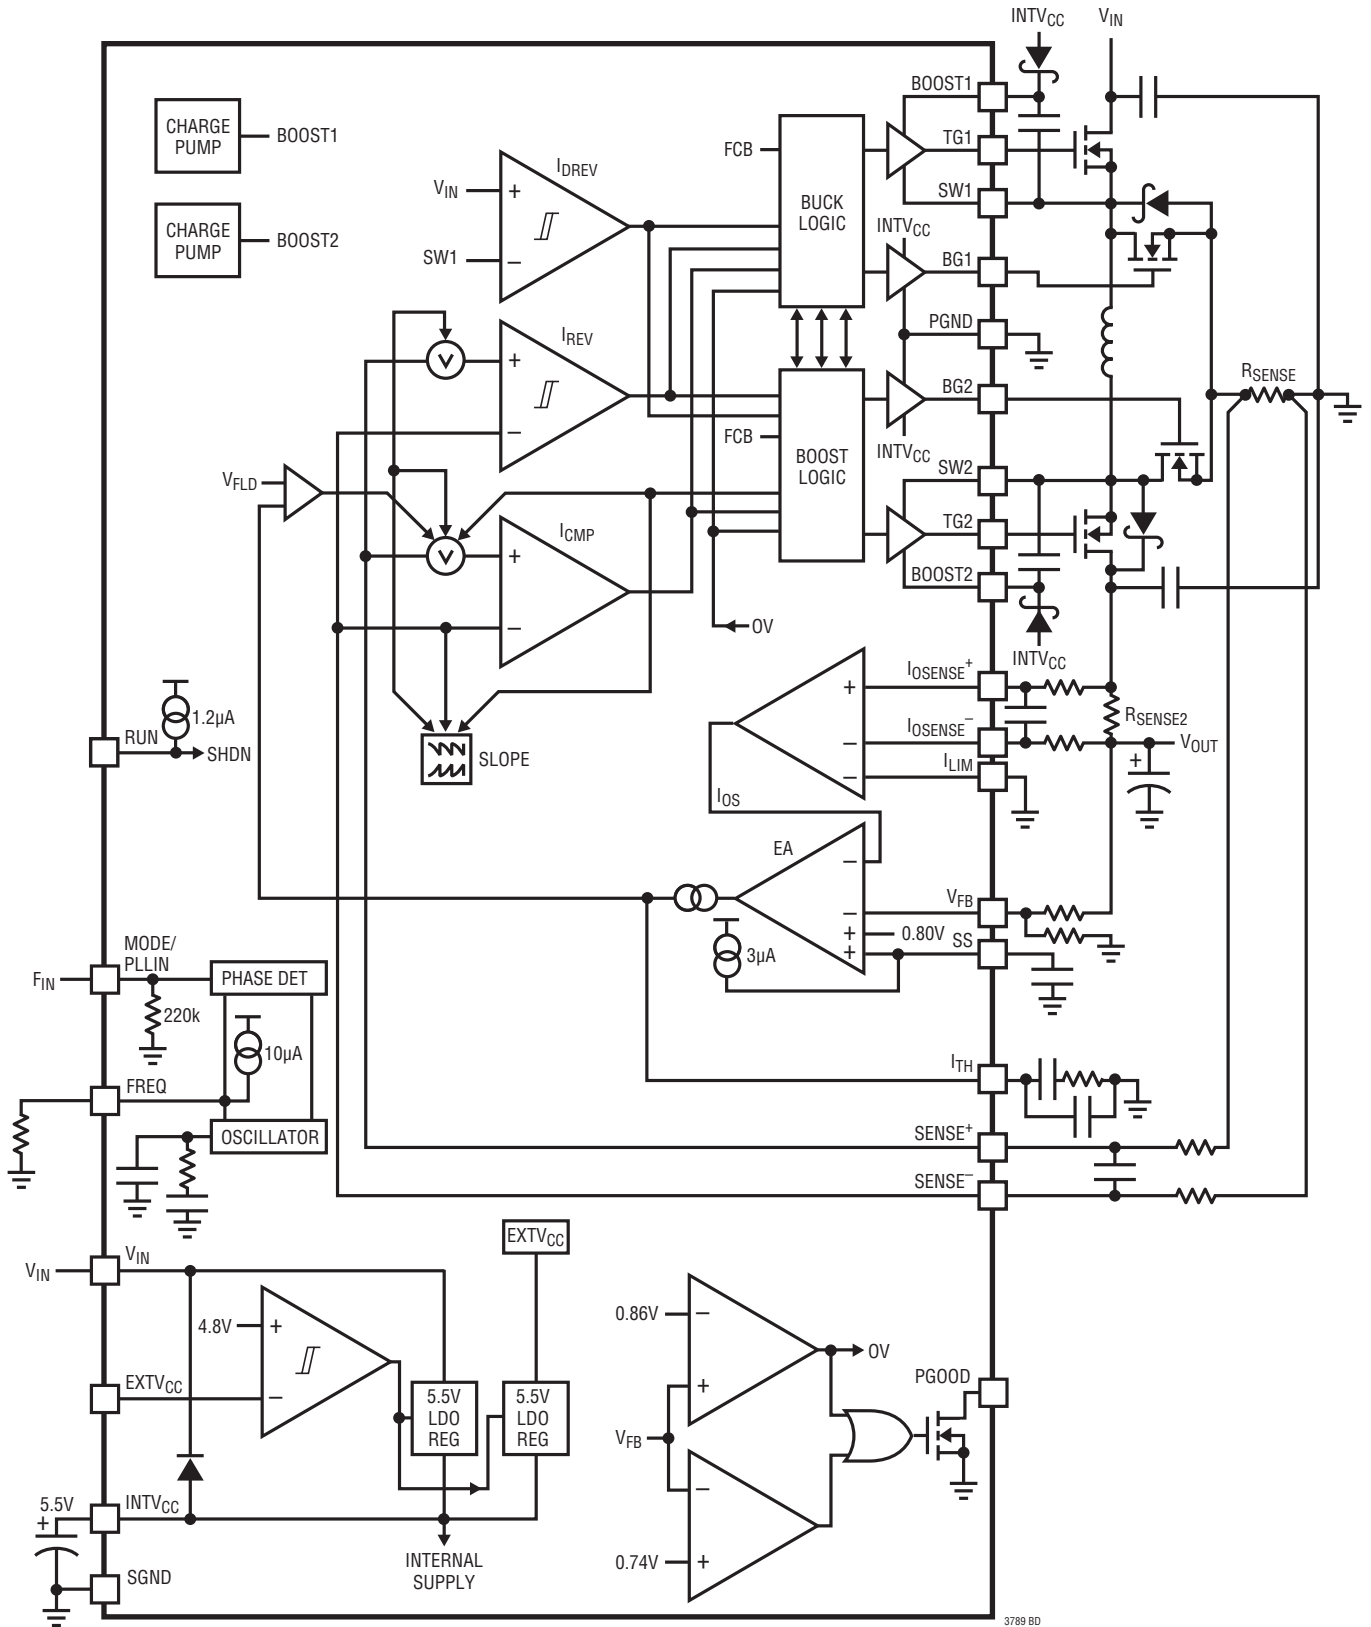 INTVCC
VIN
CHARGE
PUMP
BOOST1
CHARGE
PUMP
BOOST2
VIN
+
SW1
–
IDREV
FCB
BUCK
LOGIC
BOOST1
TG1
SW1
INTVCC
BG1
PGND
IREV
+
–
BG2
INTVCC
RSENSE
FCB
BOOST
LOGIC
SW2
TG2
BOOST2
INTVCC
VFLD
V
V
ICMP
+
–
OV
1.2µA
RUN
SHDN
SLOPE
IOSENSE+
+
IOSENSE–
–
ILIM
–
RSENSE2
VOUT
+
IOS
EA
–
VFB
–
0.80V
+
SS
+
3µA
MODE/
PLLIN
FIN
PHASE DET
220k
10µA
FREQ
OSCILLATOR
ITH
SENSE+
SENSE–
VIN
VIN
EXTVCC
4.8V
+
–
EXTVCC
5.5V
LDO
REG
5.5V
LDO
REG
INTVCC
5.5V
+
SGND
INTERNAL
SUPPLY
0.86V
–
+
OV
VFB
–
0.74V
+
PGOOD
3789 BD